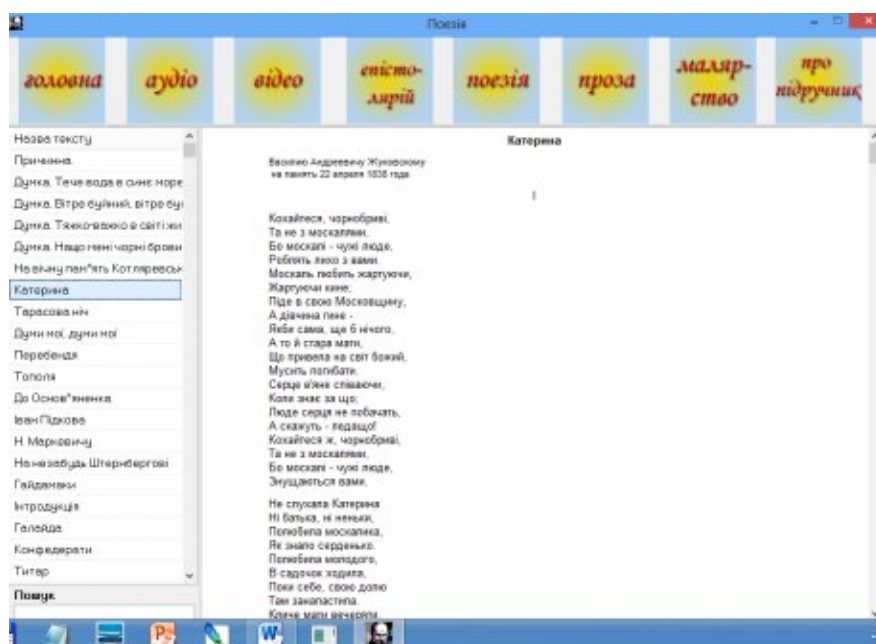 Поезія
головна
аудіо
відео
епісто-
лярій
поезія
проза
маляр-
ство
про
підручник
Назва тексту
Причинна
Думка. Тече вода в синє море
Думка. Вітре буйний, вітре бу
Думка. Тяжко-важко в світі жи
Думка. Нащо мені чорні брови
На вічну пам"ять Котляревськ
Катерина
Тарасова ніч
Думи мої, думи мої
Перебендя
Тополя
До Основ"яненка
Іван Підкова
Н. Маркевичу
На незабудь Штернбергові
Гайдамаки
Інтродукція
Галайда
Конфедерати
Титар
Пошук
Катерина
Василию Андреевичу Жуковскому
на память 22 апреля 1838 года
I
Кохайтеся, чорнобриві,
Та не з москалями,
Бо москалі - чужі люде,
Роблять лихо з вами.
Москаль любить жартуючи,
Жартуючи кине;
Піде в свою Московщину,
А дівчина гине -
Якби сама, ще б нічого,
А то й стара мати,
Що привела на світ божий,
Мусить погибати.
Серце в'яне співаючи,
Коли знає за що;
Люде серця не побачать,
А скажуть - ледащо!
Кохайтеся ж, чорнобриві,
Та не з москалями,
Бо москалі - чужі люде,
Знущаються вами.
Не слухала Катерина
Ні батька, ні неньки,
Полюбила москалика,
Як знало серденько.
Полюбила молодого,
В садочок ходила,
Поки себе, свою долю
Там занапастила.
Кличе мати вечеряти,